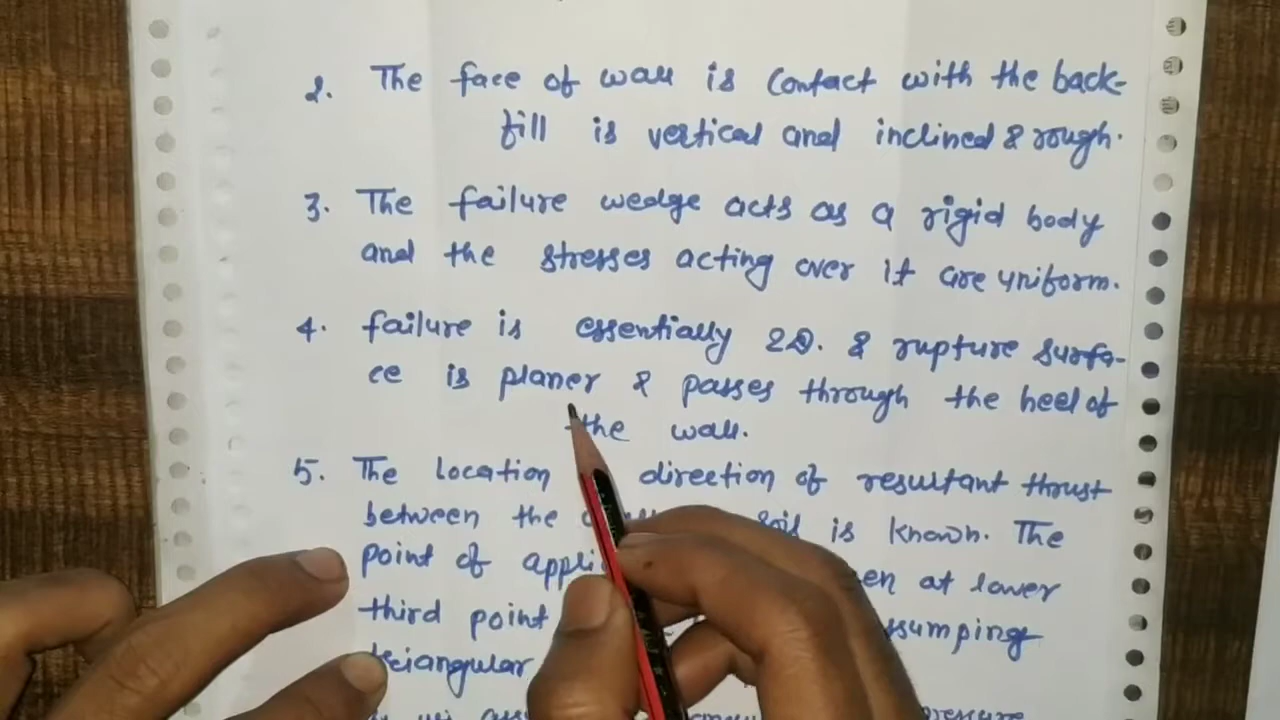 2. The face of wall is Contact with the back-
fill is vertical and inclined & rough.
3. The failure wedge acts as a rigid body
and the stresses acting over it are uniform.
4. failure is essentially 2D. & rupture surfa-
ce is planer & passes through the heel of
the wall.
5. The Location direction of resultant thrust
between the soil is known. The
point of appli en at lower
third point ssumping
triangular